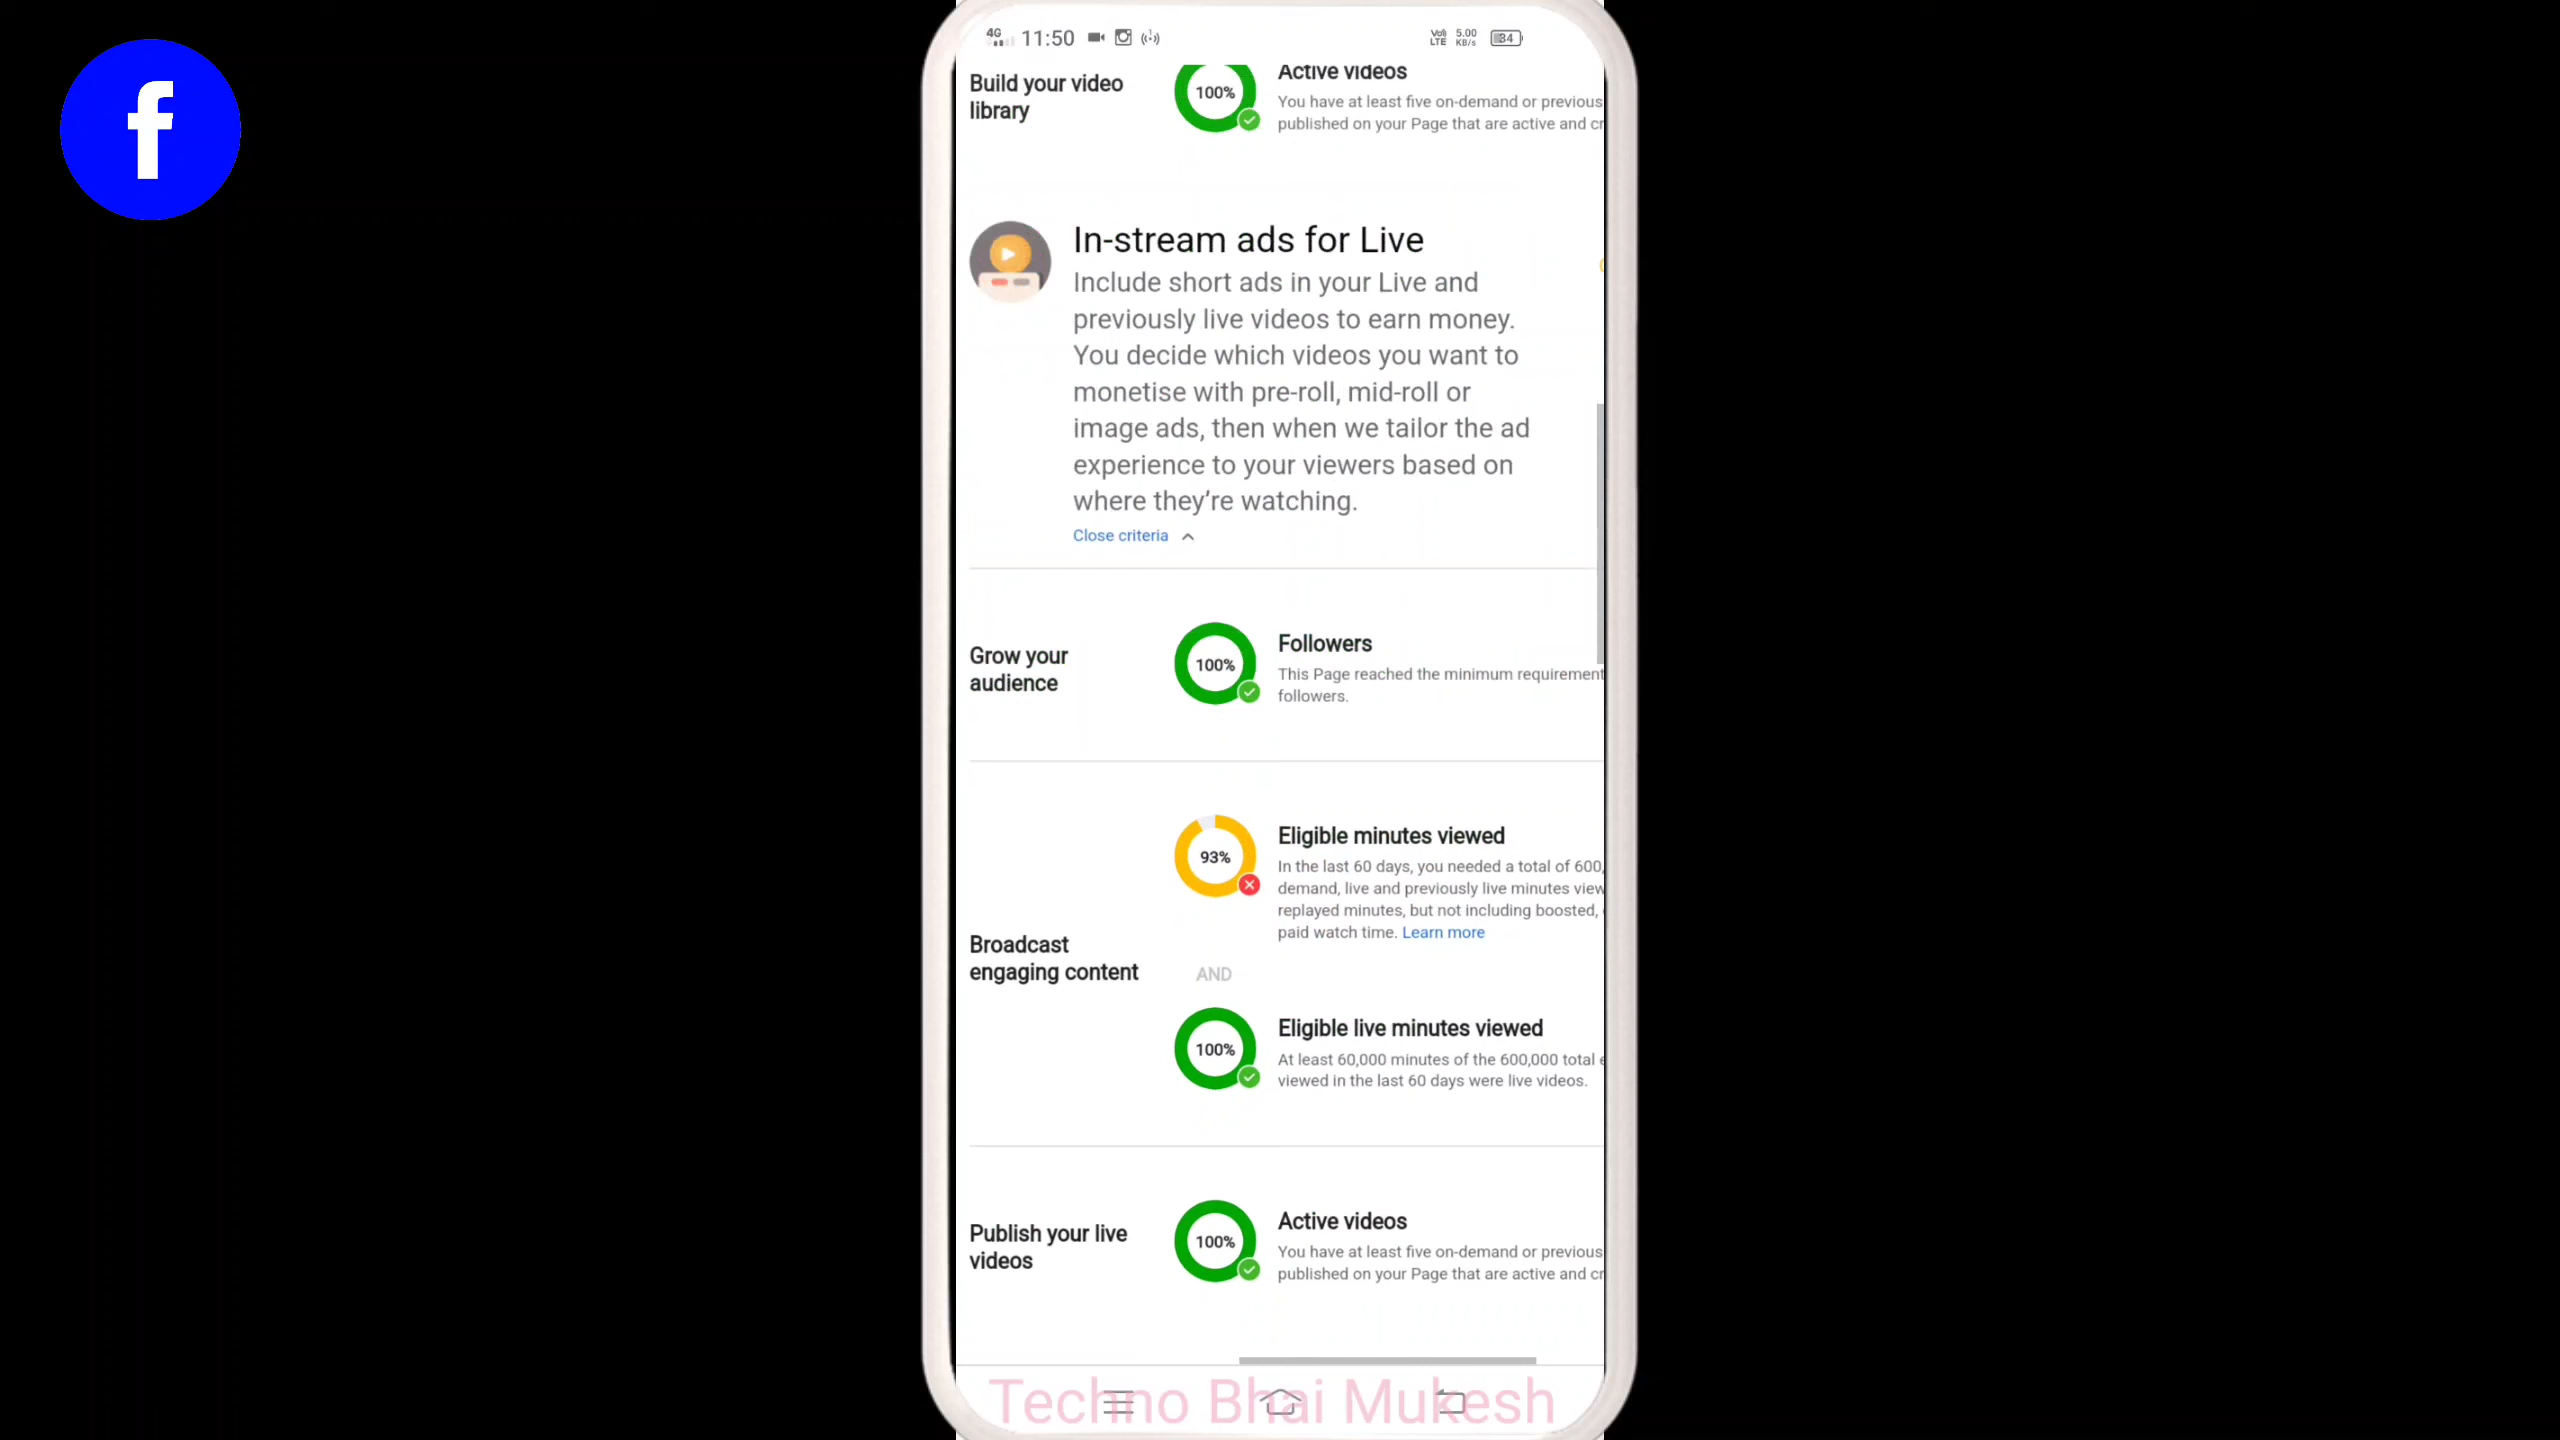 f
4G 11:50 Vo) LTE 5.00 KB/s 34
Build your video
library
100%
Active videos
You have at least five on-demand or previous
published on your Page that are active and cr
In-stream ads for Live
Include short ads in your Live and
previously live videos to earn money.
You decide which videos you want to
monetise with pre-roll, mid-roll or
image ads, then when we tailor the ad
experience to your viewers based on
where they’re watching.
Close criteria
Grow your
audience
100%
Followers
This Page reached the minimum requirement
followers.
Broadcast
engaging content
93%
Eligible minutes viewed
In the last 60 days, you needed a total of 600,
demand, live and previously live minutes view
replayed minutes, but not including boosted,
paid watch time. Learn more
AND
100%
Eligible live minutes viewed
At least 60,000 minutes of the 600,000 total e
viewed in the last 60 days were live videos.
Publish your live
videos
100%
Active videos
You have at least five on-demand or previous
published on your Page that are active and cr
Techno Bhai Mukesh